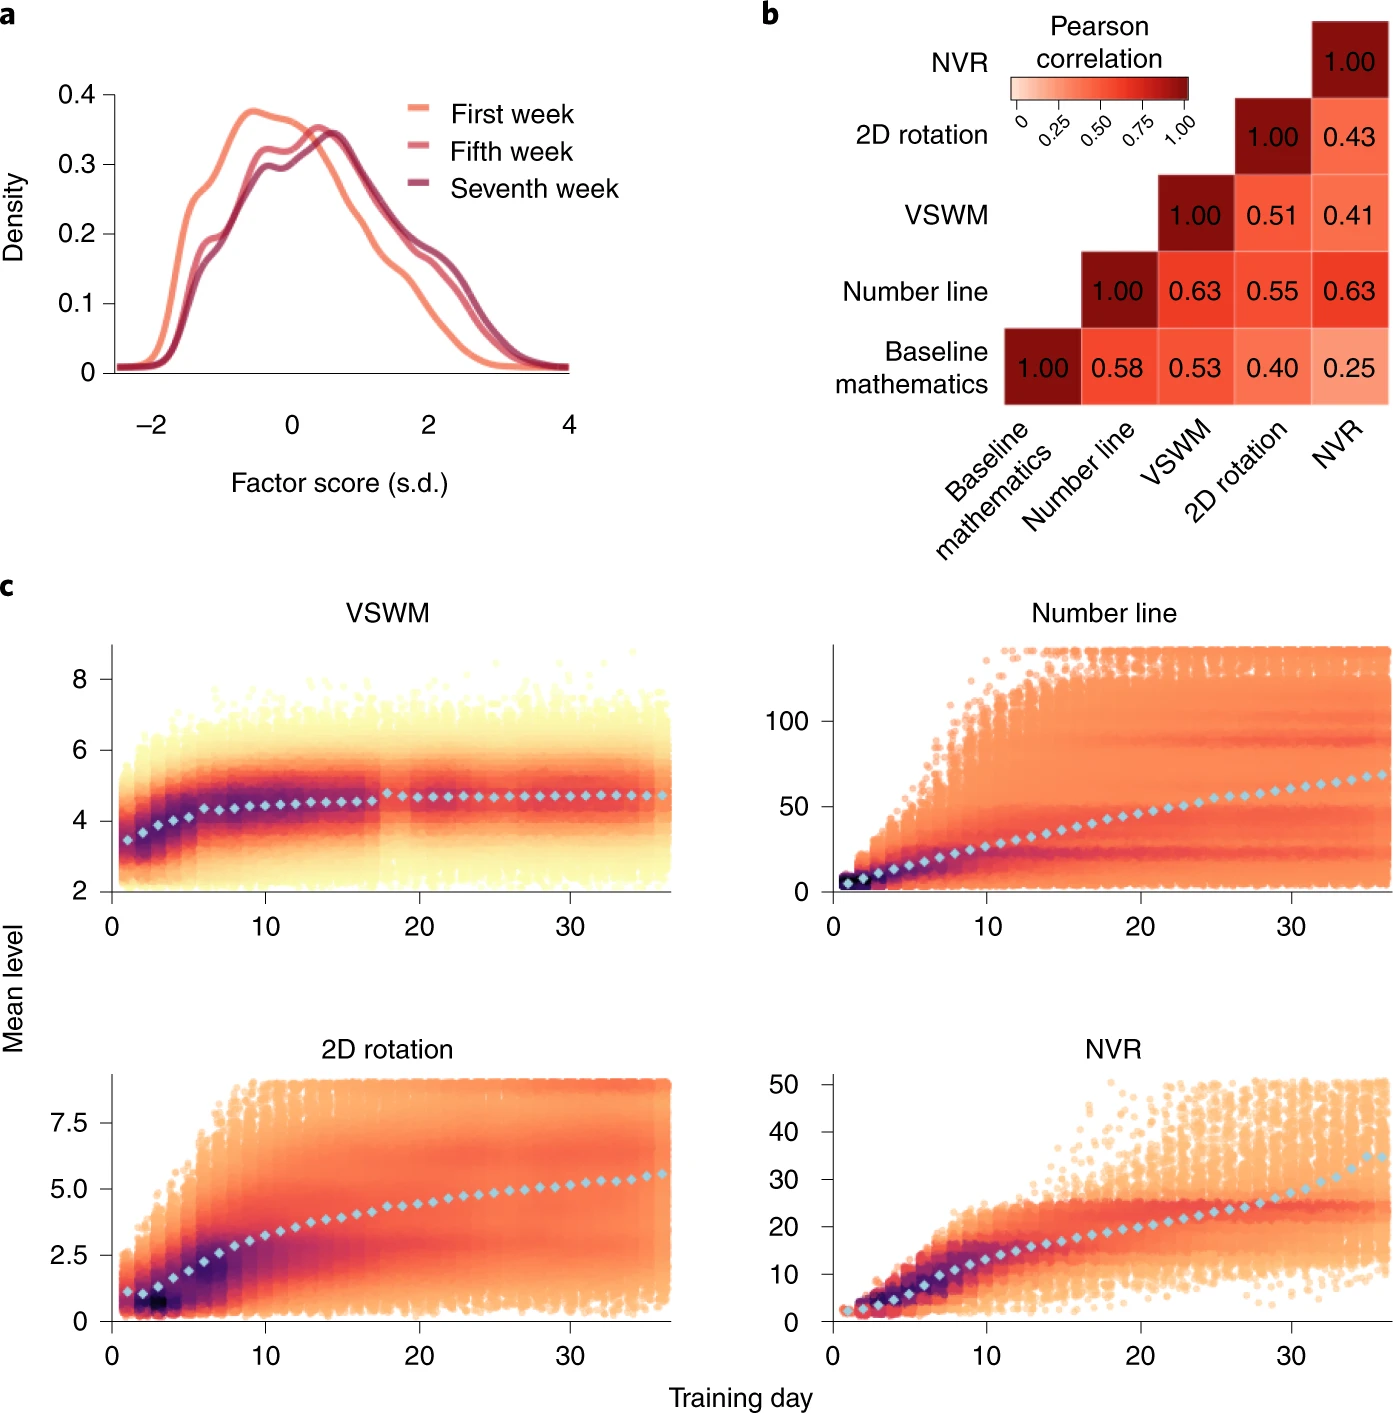 a
0.4
0.3
0.2
0.1
0
Density
–2
0
2
4
Factor score (s.d.)
First week
Fifth week
Seventh week
b
Pearson
correlation
0
0.25
0.50
0.75
1.00
NVR
1.00
2D rotation
1.00
0.43
VSWM
1.00
0.51
0.41
Number line
1.00
0.63
0.55
0.63
Baseline
mathematics
1.00
0.58
0.53
0.40
0.25
Baseline
mathematics
Number line
VSWM
2D rotation
NVR
c
Mean level
VSWM
8
6
4
2
0
10
20
30
Number line
100
50
0
0
10
20
30
2D rotation
7.5
5.0
2.5
0
0
10
20
30
NVR
50
40
30
20
10
0
0
10
20
30
Training day